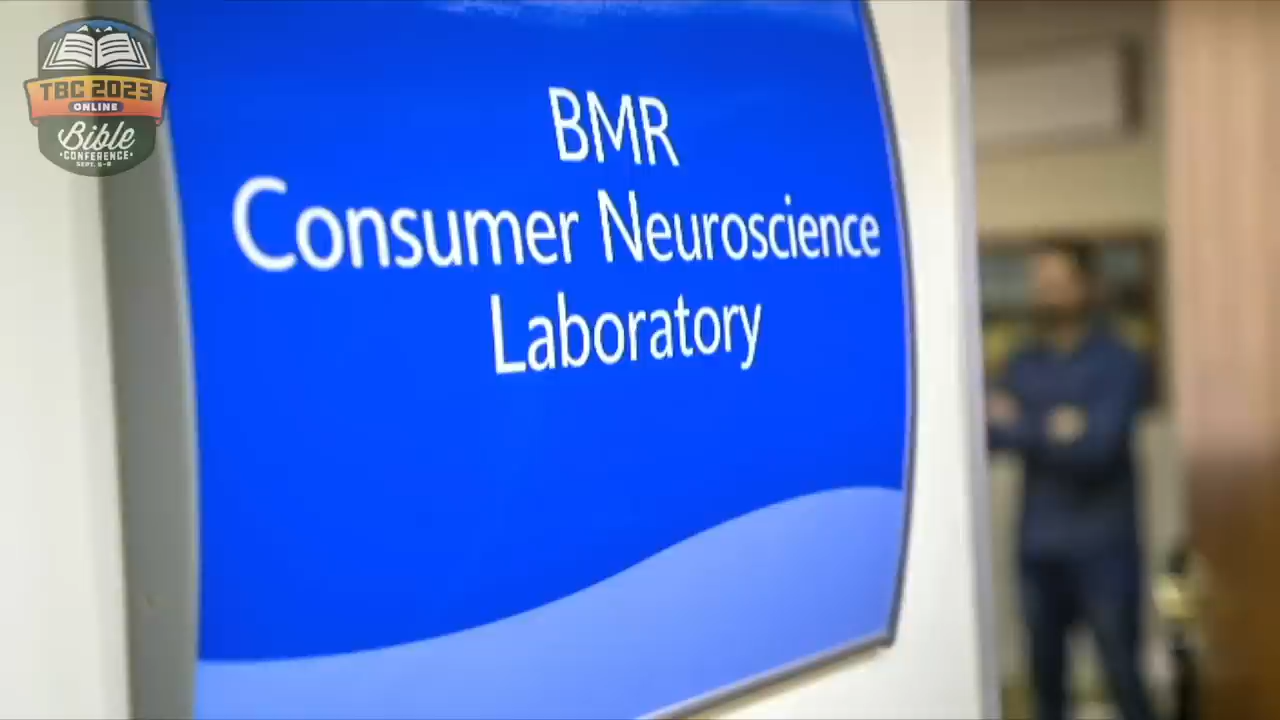 TBC 2023
ONLINE
Bible
CONFERENCE
BMR
Consumer Neuroscience
Laboratory